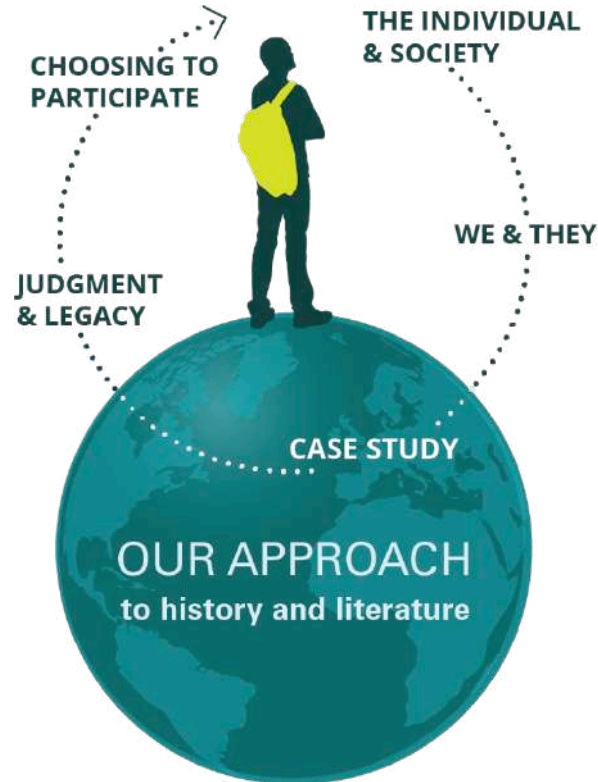 THE INDIVIDUAL
& SOCIETY
WE & THEY
CASE STUDY
JUDGMENT
& LEGACY
CHOOSING TO
PARTICIPATE
OUR APPROACH
to history and literature